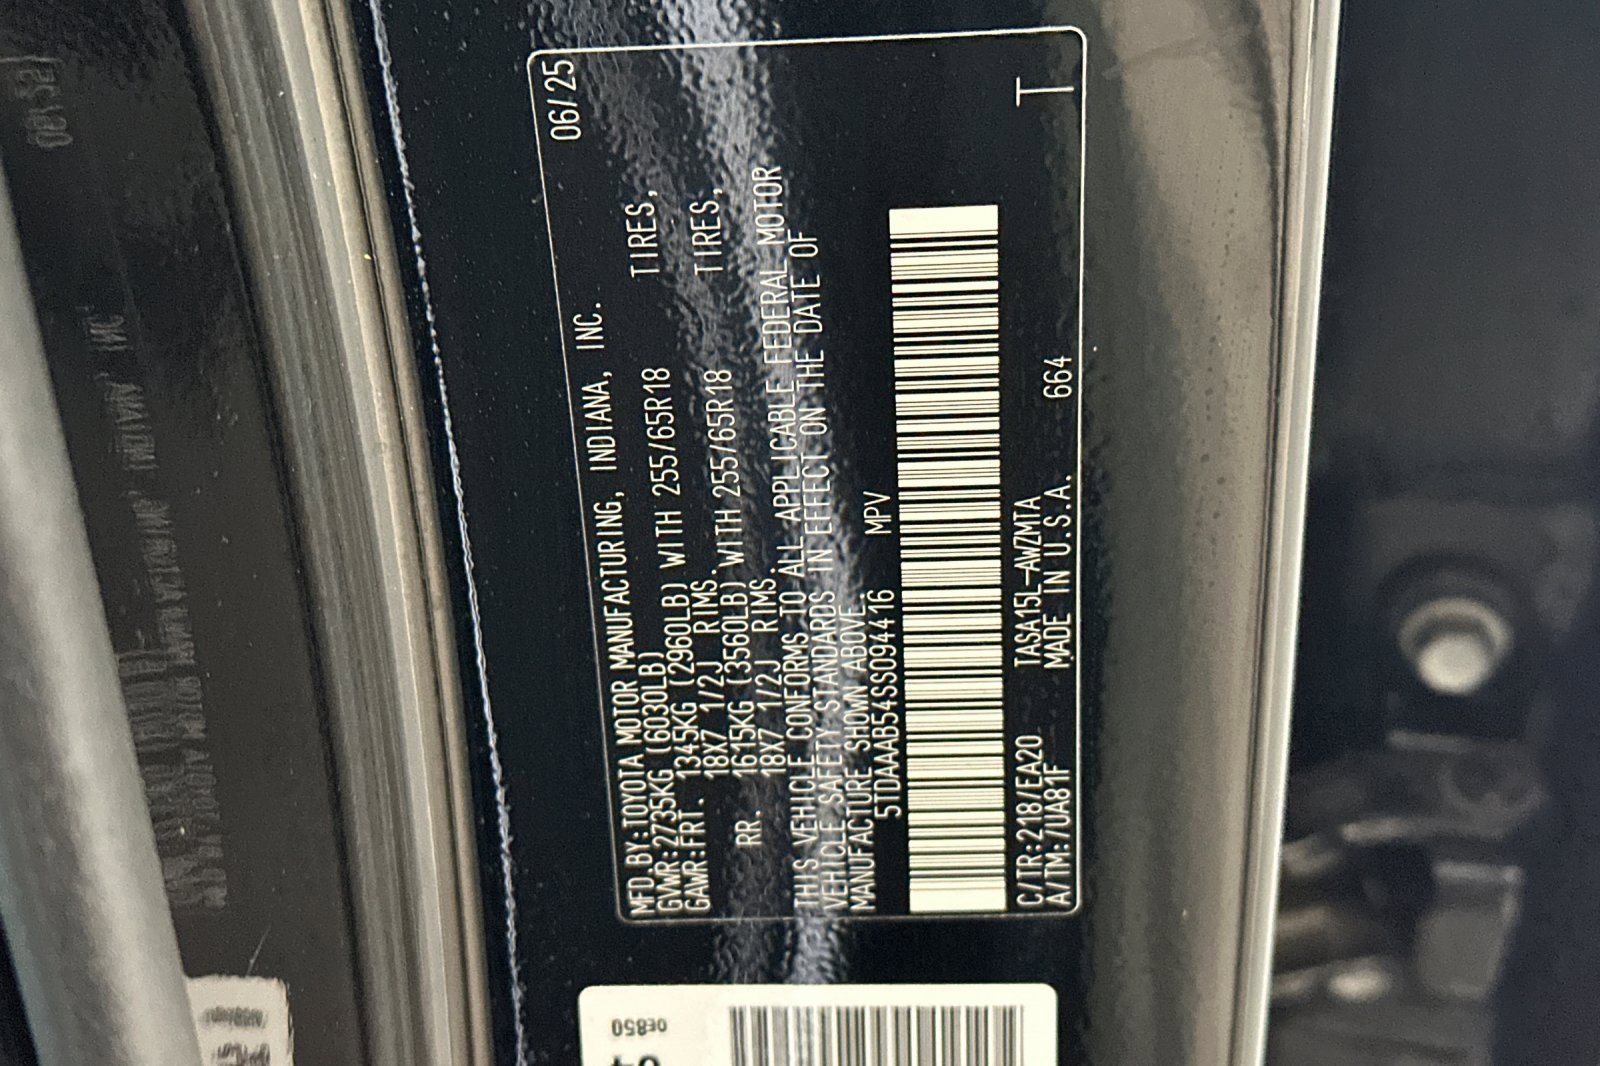 06/25
MFD.BY:TOYOTA MOTOR MANUFACTURING, INDIANA, INC.
GVWR:2735KG (6030LB)
GAWR:FRT. 1345KG (2960LB) WITH 255/65R18 TIRES,
18X7 1/2J RIMS.
RR. 1615KG (3560LB) WITH 255/65R18 TIRES,
18X7 1/2J RIMS.
THIS VEHICLE CONFORMS TO ALL APPLICABLE FEDERAL MOTOR
VEHICLE SAFETY STANDARDS IN EFFECT ON THE DATE OF
MANUFACTURE SHOWN ABOVE.
5TDAAAB54SS094416 MPV
C/TR:218/EA20 TASA15L-AWZMTA T
A/TM:7/UA81F MADE IN U.S.A. 664
0E850